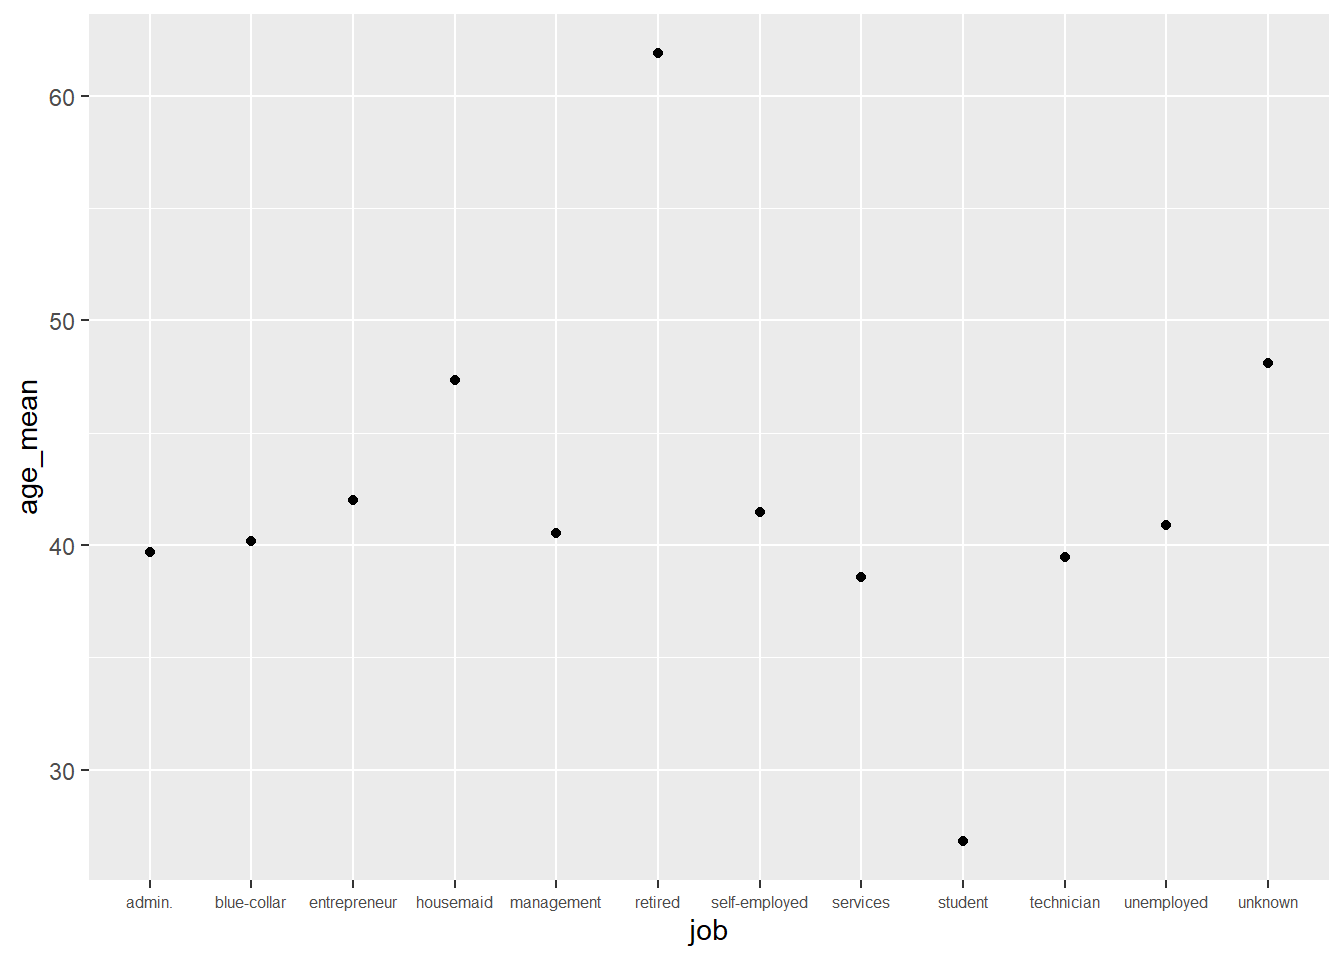 60
50
40
30
age_mean
admin. blue-collar entrepreneur housemaid management retired self-employed services student technician unemployed unknown
job